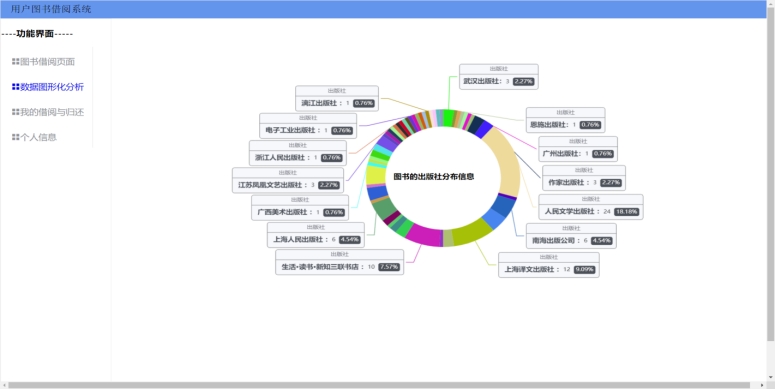 用户图书借阅系统
----功能界面-----
图书借阅页面
数据图形化分析
我的借阅与归还
个人信息
出版社
武汉出版社： 3 2.27%
出版社
漓江出版社： 1 0.76%
出版社
恩施出版社： 1 0.76%
出版社
电子工业出版社： 1 0.76%
出版社
广州出版社： 1 0.76%
出版社
浙江人民出版社： 1 0.76%
出版社
作家出版社： 3 2.27%
出版社
江苏凤凰文艺出版社： 3 2.27%
图书的出版社分布信息
出版社
人民文学出版社： 24 18.18%
出版社
广西美术出版社： 1 0.76%
出版社
南海出版公司： 6 4.54%
出版社
上海人民出版社： 6 4.54%
出版社
生活•读书•新知三联书店： 10 7.57%
出版社
上海译文出版社： 12 9.09%